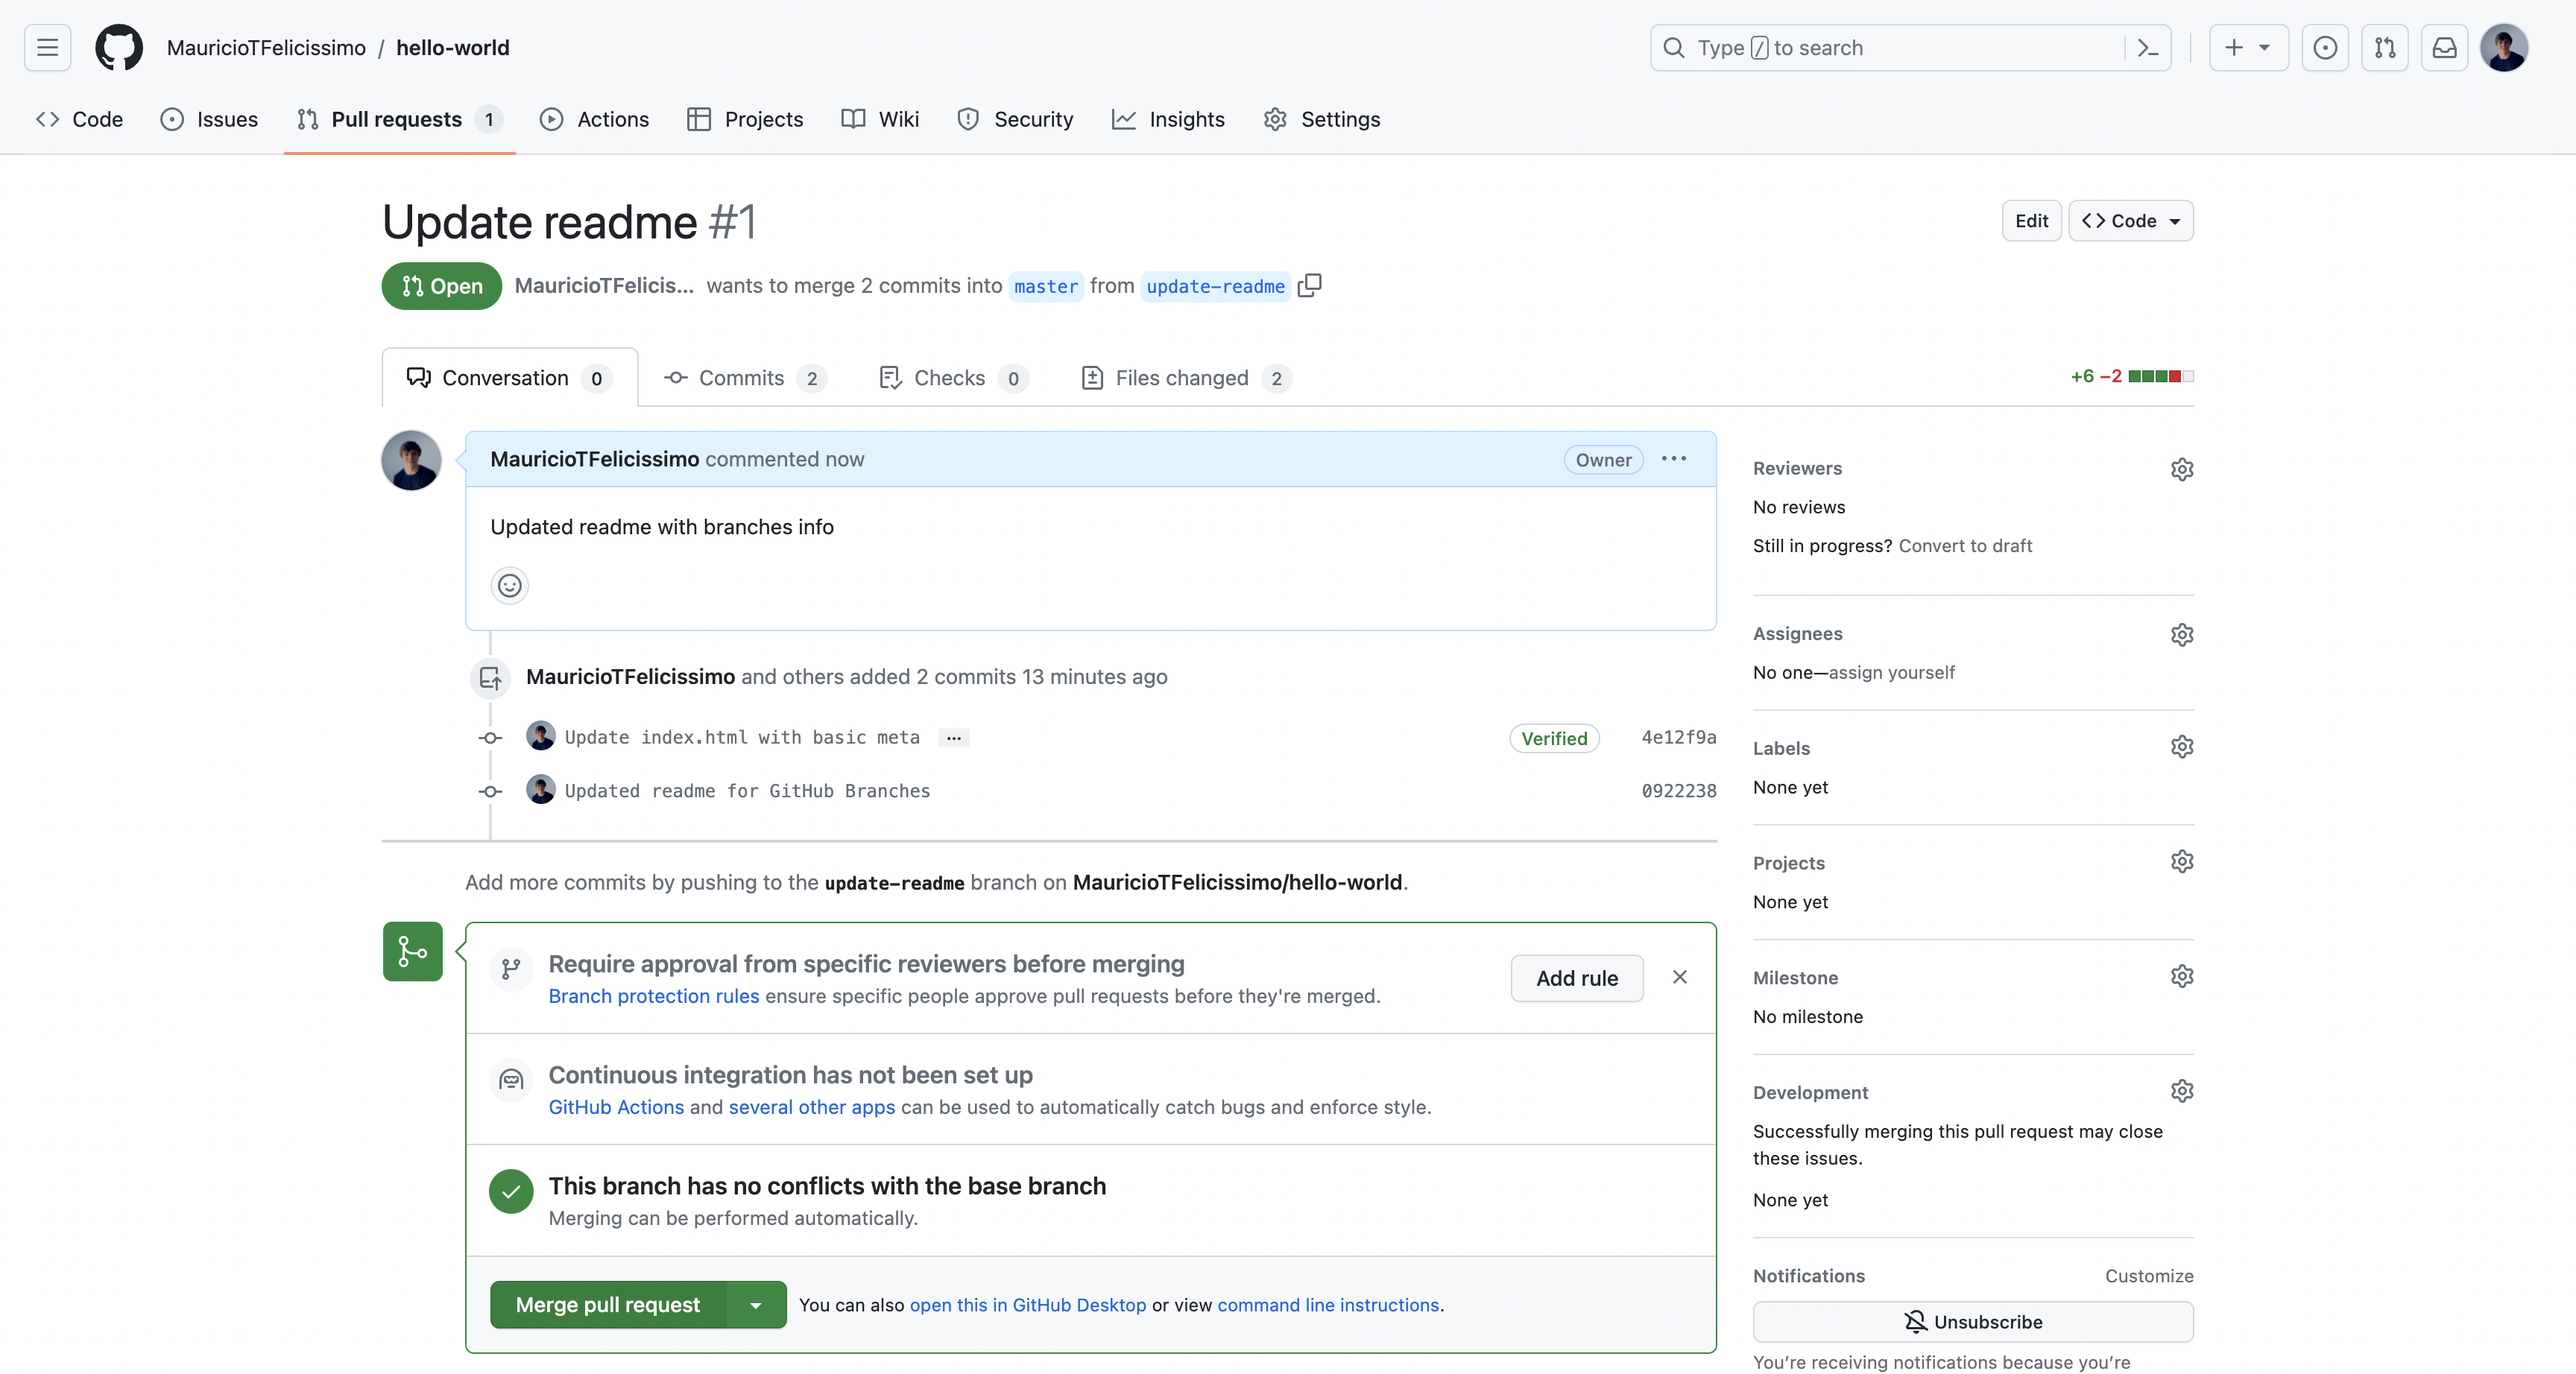 MauricioTFelicissimo / hello-world
Type / to search
Code
Issues
Pull requests 1
Actions
Projects
Wiki
Security
Insights
Settings
Update readme #1
Edit
Code
Open
MauricioTFelicis... wants to merge 2 commits into master from update-readme
Conversation 0
Commits 2
Checks 0
Files changed 2
+6 −2
MauricioTFelicissimo commented now
Owner
Updated readme with branches info
MauricioTFelicissimo and others added 2 commits 13 minutes ago
Update index.html with basic meta ...
Verified
4e12f9a
Updated readme for GitHub Branches
0922238
Add more commits by pushing to the update-readme branch on MauricioTFelicissimo/hello-world.
Require approval from specific reviewers before merging
Branch protection rules ensure specific people approve pull requests before they're merged.
Add rule
Continuous integration has not been set up
GitHub Actions and several other apps can be used to automatically catch bugs and enforce style.
This branch has no conflicts with the base branch
Merging can be performed automatically.
Merge pull request
You can also open this in GitHub Desktop or view command line instructions.
Reviewers
No reviews
Still in progress? Convert to draft
Assignees
No one—assign yourself
Labels
None yet
Projects
None yet
Milestone
No milestone
Development
Successfully merging this pull request may close
these issues.
None yet
Notifications
Customize
Unsubscribe
You're receiving notifications because you're